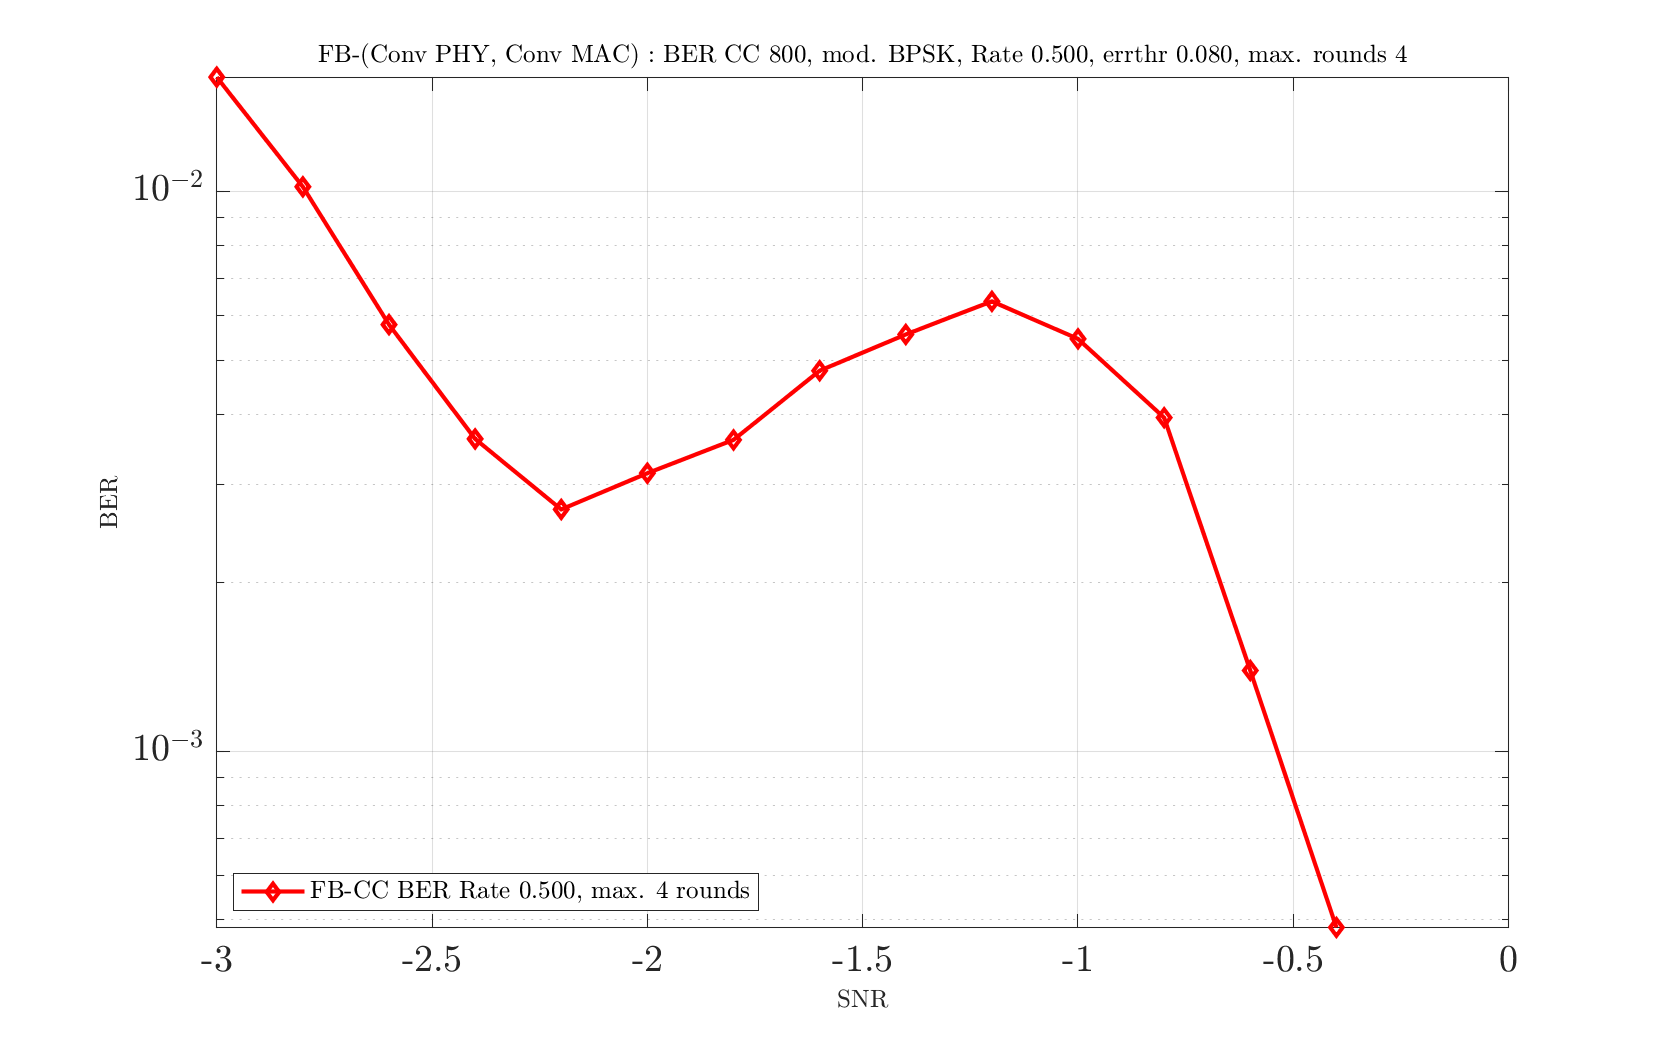 FB-(Conv PHY, Conv MAC) : BER CC 800, mod. BPSK, Rate 0.500, errthr 0.080, max. rounds 4
10^{-2}
BER
10^{-3}
FB-CC BER Rate 0.500, max. 4 rounds
-3 -2.5 -2 -1.5 -1 -0.5 0
SNR